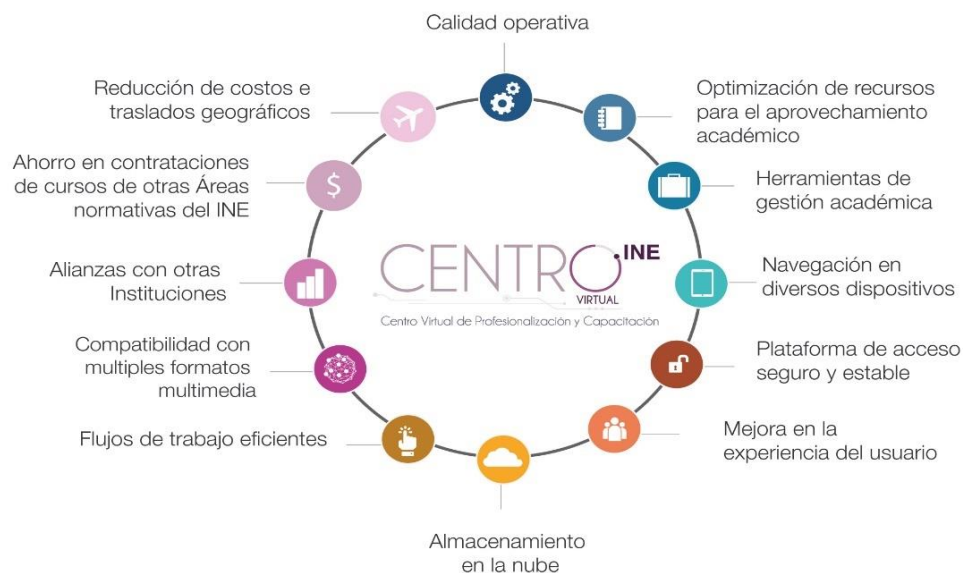 Calidad operativa
Optimización de recursos
para el aprovechamiento
académico
Herramientas de
gestión académica
Navegación en
diversos dispositivos
Plataforma de acceso
seguro y estable
Mejora en la
experiencia del usuario
Almacenamiento
en la nube
Flujos de trabajo eficientes
Compatibilidad con
multiples formatos
multimedia
Alianzas con otras
Instituciones
Ahorro en contrataciones
de cursos de otras Áreas
normativas del INE
$
Reducción de costos e
traslados geográficos
CENTRO INE
VIRTUAL
Centro Virtual de Profesionalización y Capacitación